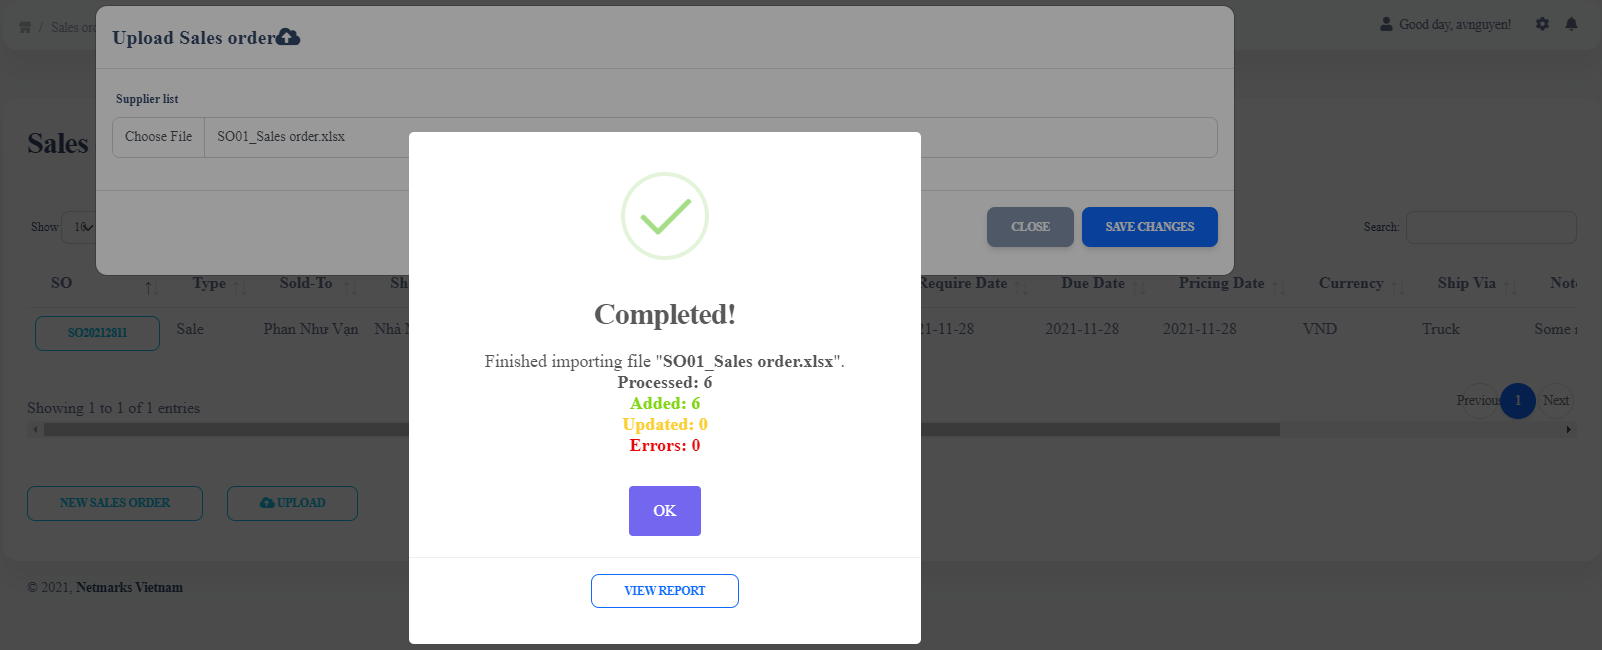 / Sales or
Good day, avnguyen!
Upload Sales order
Supplier list
Choose File SO01_Sales order.xlsx
Sales
CLOSE SAVE CHANGES
Show 10
Search:
SO Type Sold-To Sh Require Date Due Date Pricing Date Currency Ship Via Not
SO20212811 Sale Phan Như Vạn Nhà 21-11-28 2021-11-28 2021-11-28 VND Truck Some
Showing 1 to 1 of 1 entries
Previous 1 Next
NEW SALES ORDER UPLOAD
© 2021, Netmarks Vietnam
Completed!
Finished importing file "SO01_Sales order.xlsx".
Processed: 6
Added: 6
Updated: 0
Errors: 0
OK
VIEW REPORT